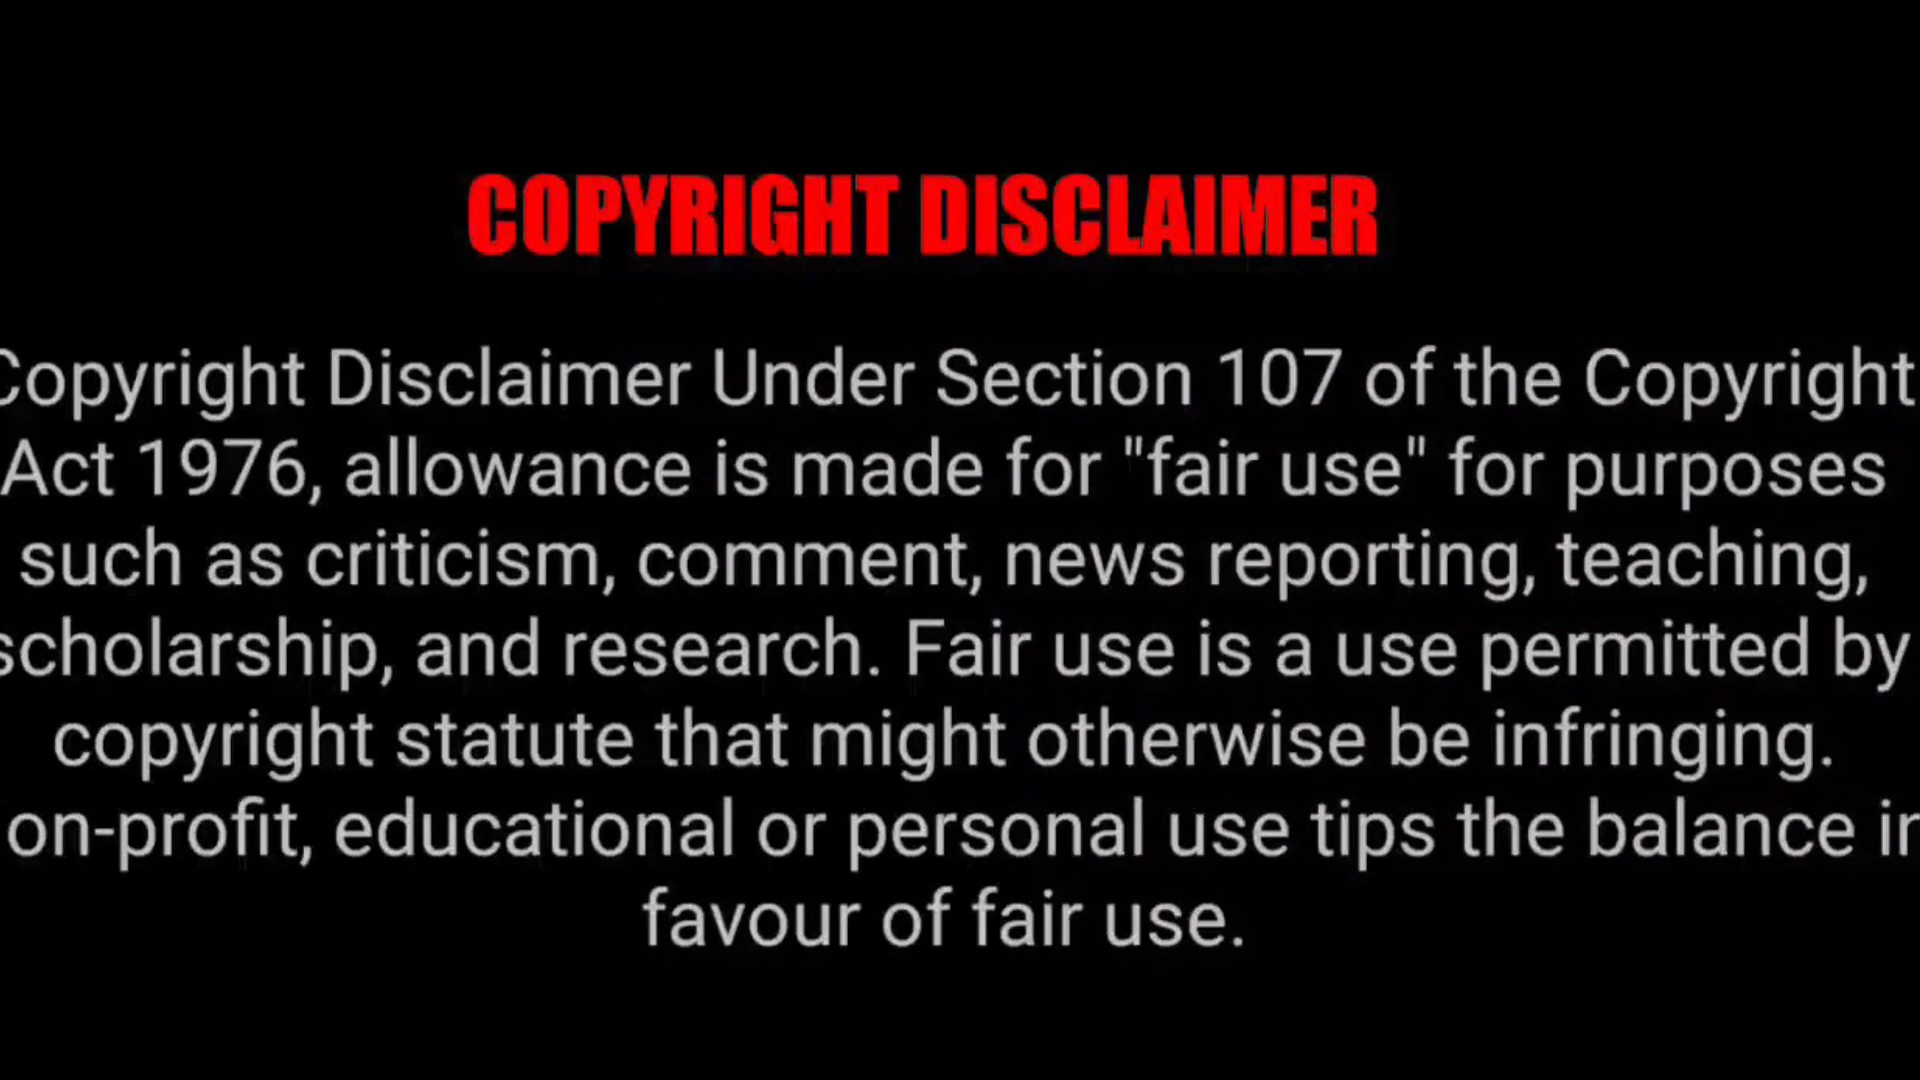 COPYRIGHT DISCLAIMER
Copyright Disclaimer Under Section 107 of the Copyright
Act 1976, allowance is made for "fair use" for purposes
such as criticism, comment, news reporting, teaching,
scholarship, and research. Fair use is a use permitted by
copyright statute that might otherwise be infringing.
on-profit, educational or personal use tips the balance in
favour of fair use.